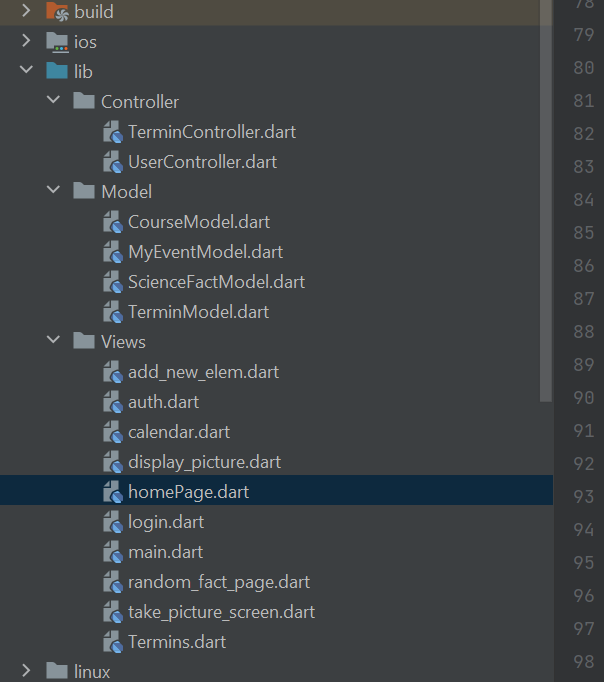 build
ios
lib
Controller
TerminController.dart
UserController.dart
Model
CourseModel.dart
MyEventModel.dart
ScienceFactModel.dart
TerminModel.dart
Views
add_new_elem.dart
auth.dart
calendar.dart
display_picture.dart
homePage.dart
login.dart
main.dart
random_fact_page.dart
take_picture_screen.dart
Termins.dart
linux
78
79
80
81
82
83
84
85
86
87
88
89
90
91
92
93
94
95
96
97
98